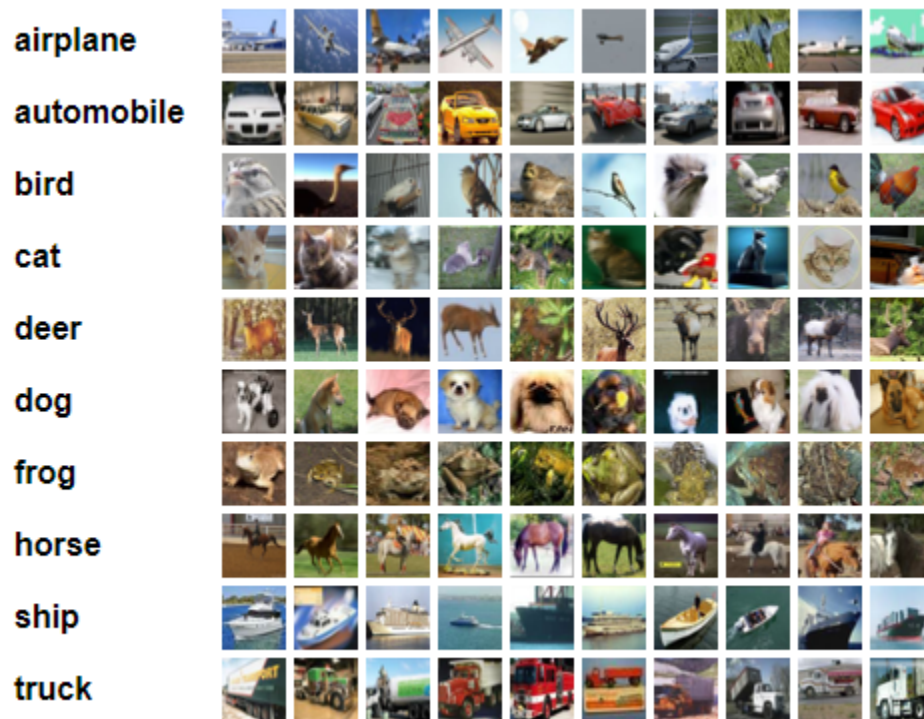 airplane
automobile
bird
cat
deer
dog
frog
horse
ship
truck